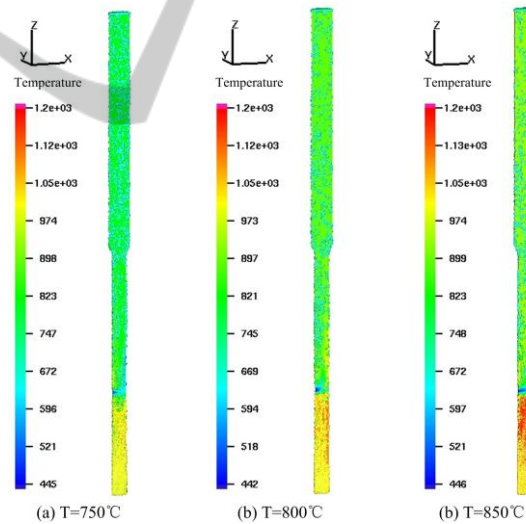 Z
Y X
Temperature
1.2e+03
1.12e+03
1.05e+03
974
898
823
747
672
596
521
445
(a) T=750℃
Z
Y X
Temperature
1.2e+03
1.12e+03
1.05e+03
973
897
821
745
669
594
518
442
(b) T=800℃
Z
Y X
Temperature
1.2e+03
1.12e+03
1.05e+03
974
899
823
748
672
597
521
446
(b) T=850℃